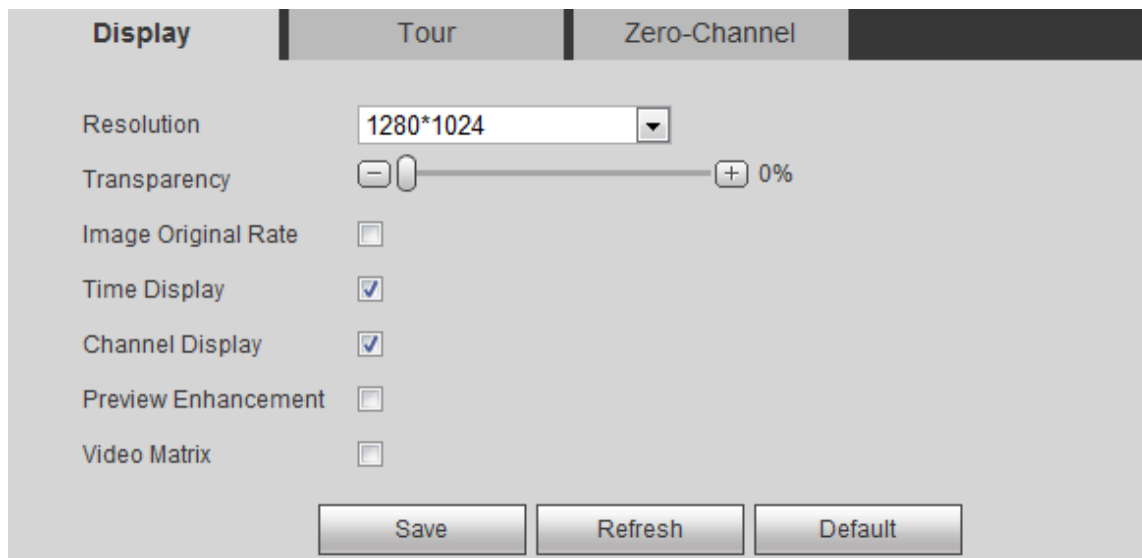 Display Tour Zero-Channel
Resolution 1280*1024
Transparency 0%
Image Original Rate
Time Display
Channel Display
Preview Enhancement
Video Matrix
Save Refresh Default